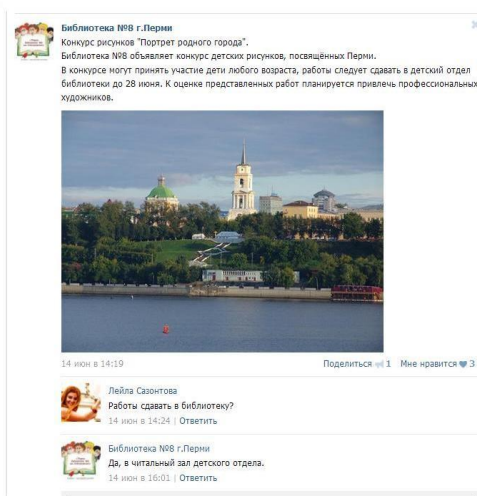 Библиотека №8 г.Перми
Конкурс рисунков "Портрет родного города".
Библиотека №8 объявляет конкурс детских рисунков, посвящённых Перми.
В конкурсе могут принять участие дети любого возраста, работы следует сдавать в детский отдел
библиотеки до 28 июня. К оценке представленных работ планируется привлечь профессиональных
художников.
14 июн в 14:19 Поделиться 1 Мне нравится 3
Лейла Сазонтова
Работы сдавать в библиотеку?
14 июн в 14:24 | Ответить
Библиотека №8 г.Перми
Да, в читальный зал детского отдела.
14 июн в 16:01 | Ответить